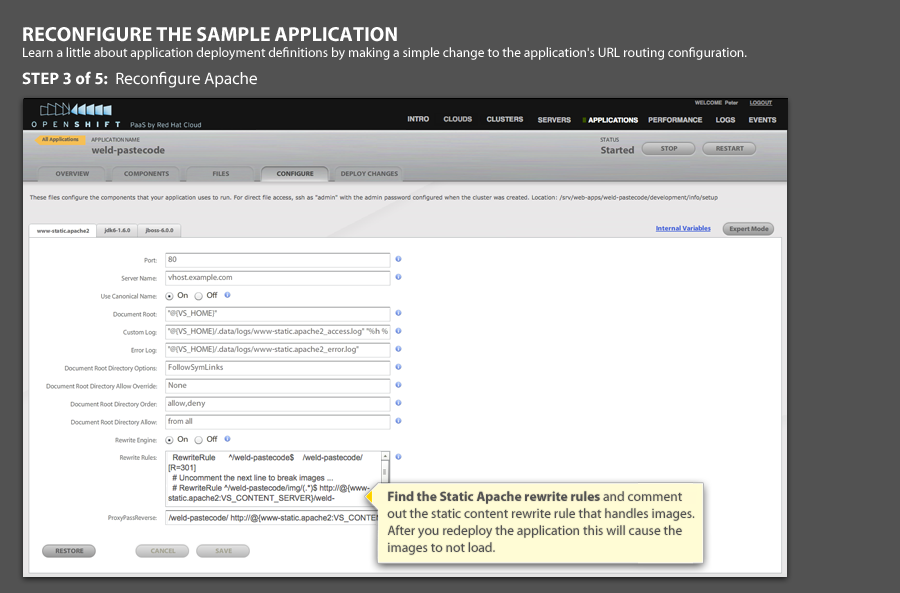 RECONFIGURE THE SAMPLE APPLICATION
Learn a little about application deployment definitions by making a simple change to the application's URL routing configuration.
STEP 3 of 5: Reconfigure Apache
WELCOME Peter LOGOUT
OPENSHIFT PaaS by Red Hat Cloud
INTRO CLOUDS CLUSTERS SERVERS APPLICATIONS PERFORMANCE LOGS EVENTS
All Applications APPLICATION NAME STATUS
weld-pastecode Started STOP RESTART
OVERVIEW COMPONENTS FILES CONFIGURE DEPLOY CHANGES
These files configure the components that your application uses to run. For direct file access, ssh as "admin" with the admin password configured when the cluster was created. Location: /srv/web-apps/weld-pastecode/development/info/setup
www-static.apache2 jdk6-1.6.0 jboss-6.0.0 Internal Variables Expert Mode
Port: 80
Server Name: vhost.example.com
Use Canonical Name: On Off
Document Root: "@{VS_HOME}"
Custom Log: "@{VS_HOME}/.data/logs/www-static.apache2_access.log" "%h %
Error Log: "@{VS_HOME}/.data/logs/www-static.apache2_error.log"
Document Root Directory Options: FollowSymLinks
Document Root Directory Allow Override: None
Document Root Directory Order: allow,deny
Document Root Directory Allow: from all
Rewrite Engine: On Off
Rewrite Rules: RewriteRule ^/weld-pastecode$ /weld-pastecode/
[R=301]
# Uncomment the next line to break images ...
# RewriteRule ^/weld-pastecode/img/(.*)$ http://@{www-
static.apache2:VS_CONTENT_SERVER}/weld-
ProxyPassReverse: /weld-pastecode/ http://@{www-static.apache2:VS_CONTEN
Find the Static Apache rewrite rules and comment
out the static content rewrite rule that handles images.
After you redeploy the application this will cause the
images to not load.
RESTORE CANCEL SAVE